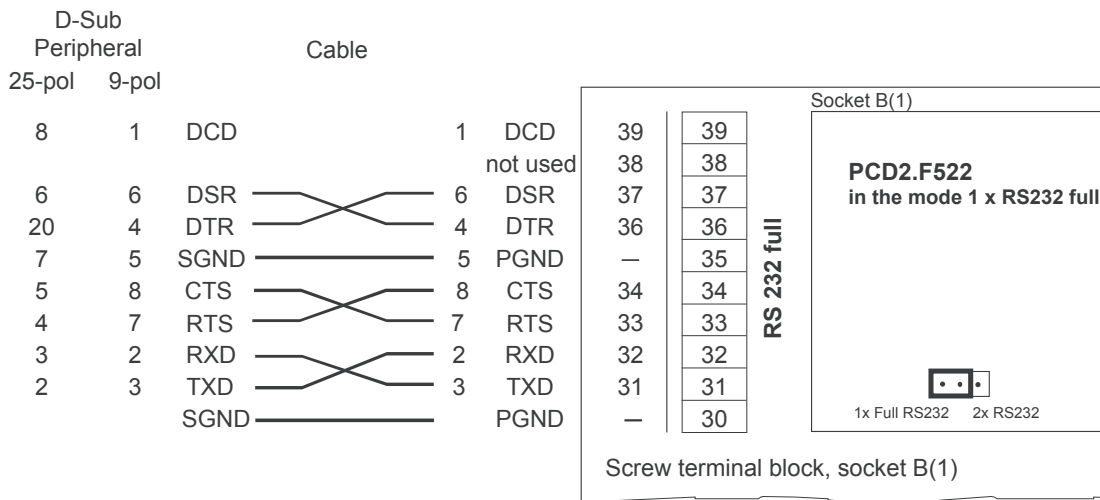 D-Sub
Peripheral
Cable
25-pol 9-pol
Socket B(1)
8 1 DCD 1 DCD 39 39
not used 38 38
PCD2.F522
in the mode 1 x RS232 full
6 6 DSR 6 DSR 37 37
20 4 DTR 4 DTR 36 36
7 5 SGND 5 PGND — 35
5 8 CTS 8 CTS 34 34
4 7 RTS 7 RTS 33 33
3 2 RXD 2 RXD 32 32
2 3 TXD 3 TXD 31 31
SGND PGND — 30
RS 232 full
1x Full RS232 2x RS232
Screw terminal block, socket B(1)